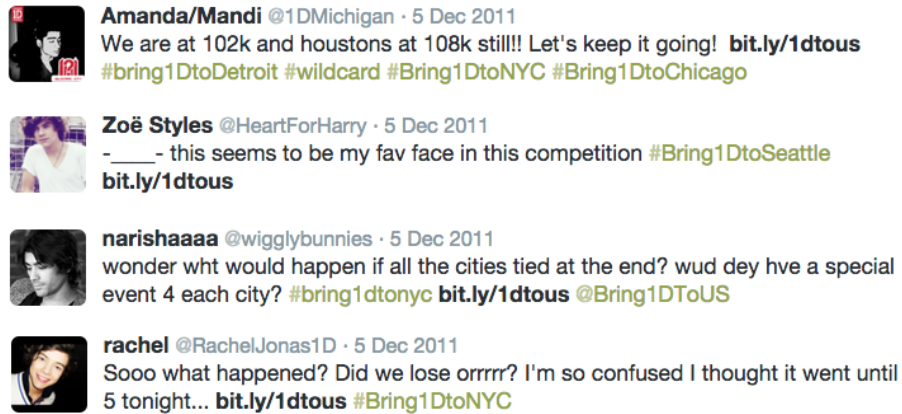 Amanda/Mandi @1DMichigan · 5 Dec 2011
We are at 102k and houstons at 108k still!! Let's keep it going! bit.ly/1dtous
#bring1DtoDetroit #wildcard #Bring1DtoNYC #Bring1DtoChicago
Zoë Styles @HeartForHarry · 5 Dec 2011
-____- this seems to be my fav face in this competition #Bring1DtoSeattle
bit.ly/1dtous
narishaaaa @wigglybunnies · 5 Dec 2011
wonder wht would happen if all the cities tied at the end? wud dey hve a special
event 4 each city? #bring1dtonyc bit.ly/1dtous @Bring1DToUS
rachel @RachelJonas1D · 5 Dec 2011
Sooo what happened? Did we lose orrrrr? I'm so confused I thought it went until
5 tonight... bit.ly/1dtous #Bring1DtoNYC